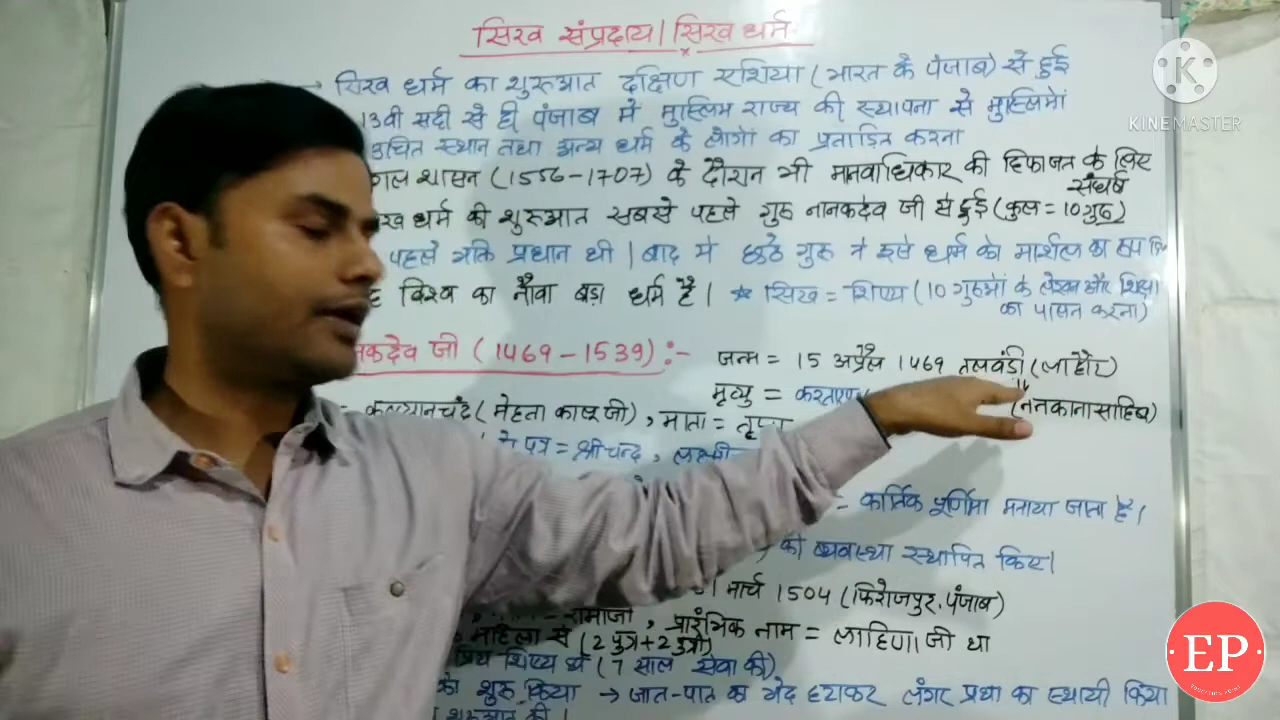 सिख संप्रदाय/सिख धर्म
→ सिख धर्म का शुरुआत दक्षिण एशिया (भारत के पंजाब) से हुई
13वी सदी से ही पंजाब में मुस्लिम राज्य की स्थापना से मुस्लिमों
उचित स्थान तथा अन्य धर्म के लोगों का प्रताड़ित करना
शासन (1556-1707) के दौरान भी मानवाधिकार की हिफाजत के लिए
संघर्ष
धर्म की शुरुआत सबसे पहले गुरु नानकदेव जी से हुई (कुल = 10 गुरु)
पहले भक्ति प्रधान थी। बाद में छठे गुरु ने इसे धर्म को मार्शल का रूप
विश्व का नौवा बड़ा धर्म है। * सिख = शिष्य (10 गुरुओं के लेख और शिक्षा
का पालन करना)
नकदेव जी (1469-1539):-
जन्म = 15 अप्रैल 1469 तलवंडी (लाहौर)
मृत्यु =
(ननकानासाहिब)
= कल्यानचंद (मेहता कालू जी), माता =
पुत्र = श्रीचन्द,
- कार्तिक पूर्णिमा मनाया जाता है।
की व्यवस्था स्थापित किए।
मार्च 1504 (फिरोजपुर, पंजाब)
रामाजी, प्रारंभिक नाम = लाहिणा जी था
महिला से (2 पुत्र + 2 पुत्री)
प्रिय शिष्य थे (7 साल सेवा की)
को शुरू किया → जात-पात का भेद हटाकर लंगर प्रथा का स्थायी किया
शुरुआत की।
KINEMASTER
EP